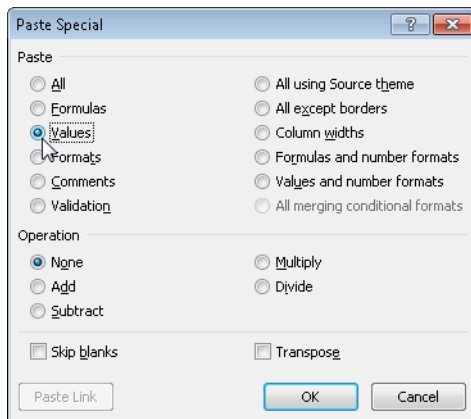 Paste Special
Paste
All
All using Source theme
Formulas
All except borders
Values
Column widths
Formats
Formulas and number formats
Comments
Values and number formats
Validation
All merging conditional formats
Operation
None
Multiply
Add
Divide
Subtract
Skip blanks
Transpose
Paste Link
OK
Cancel